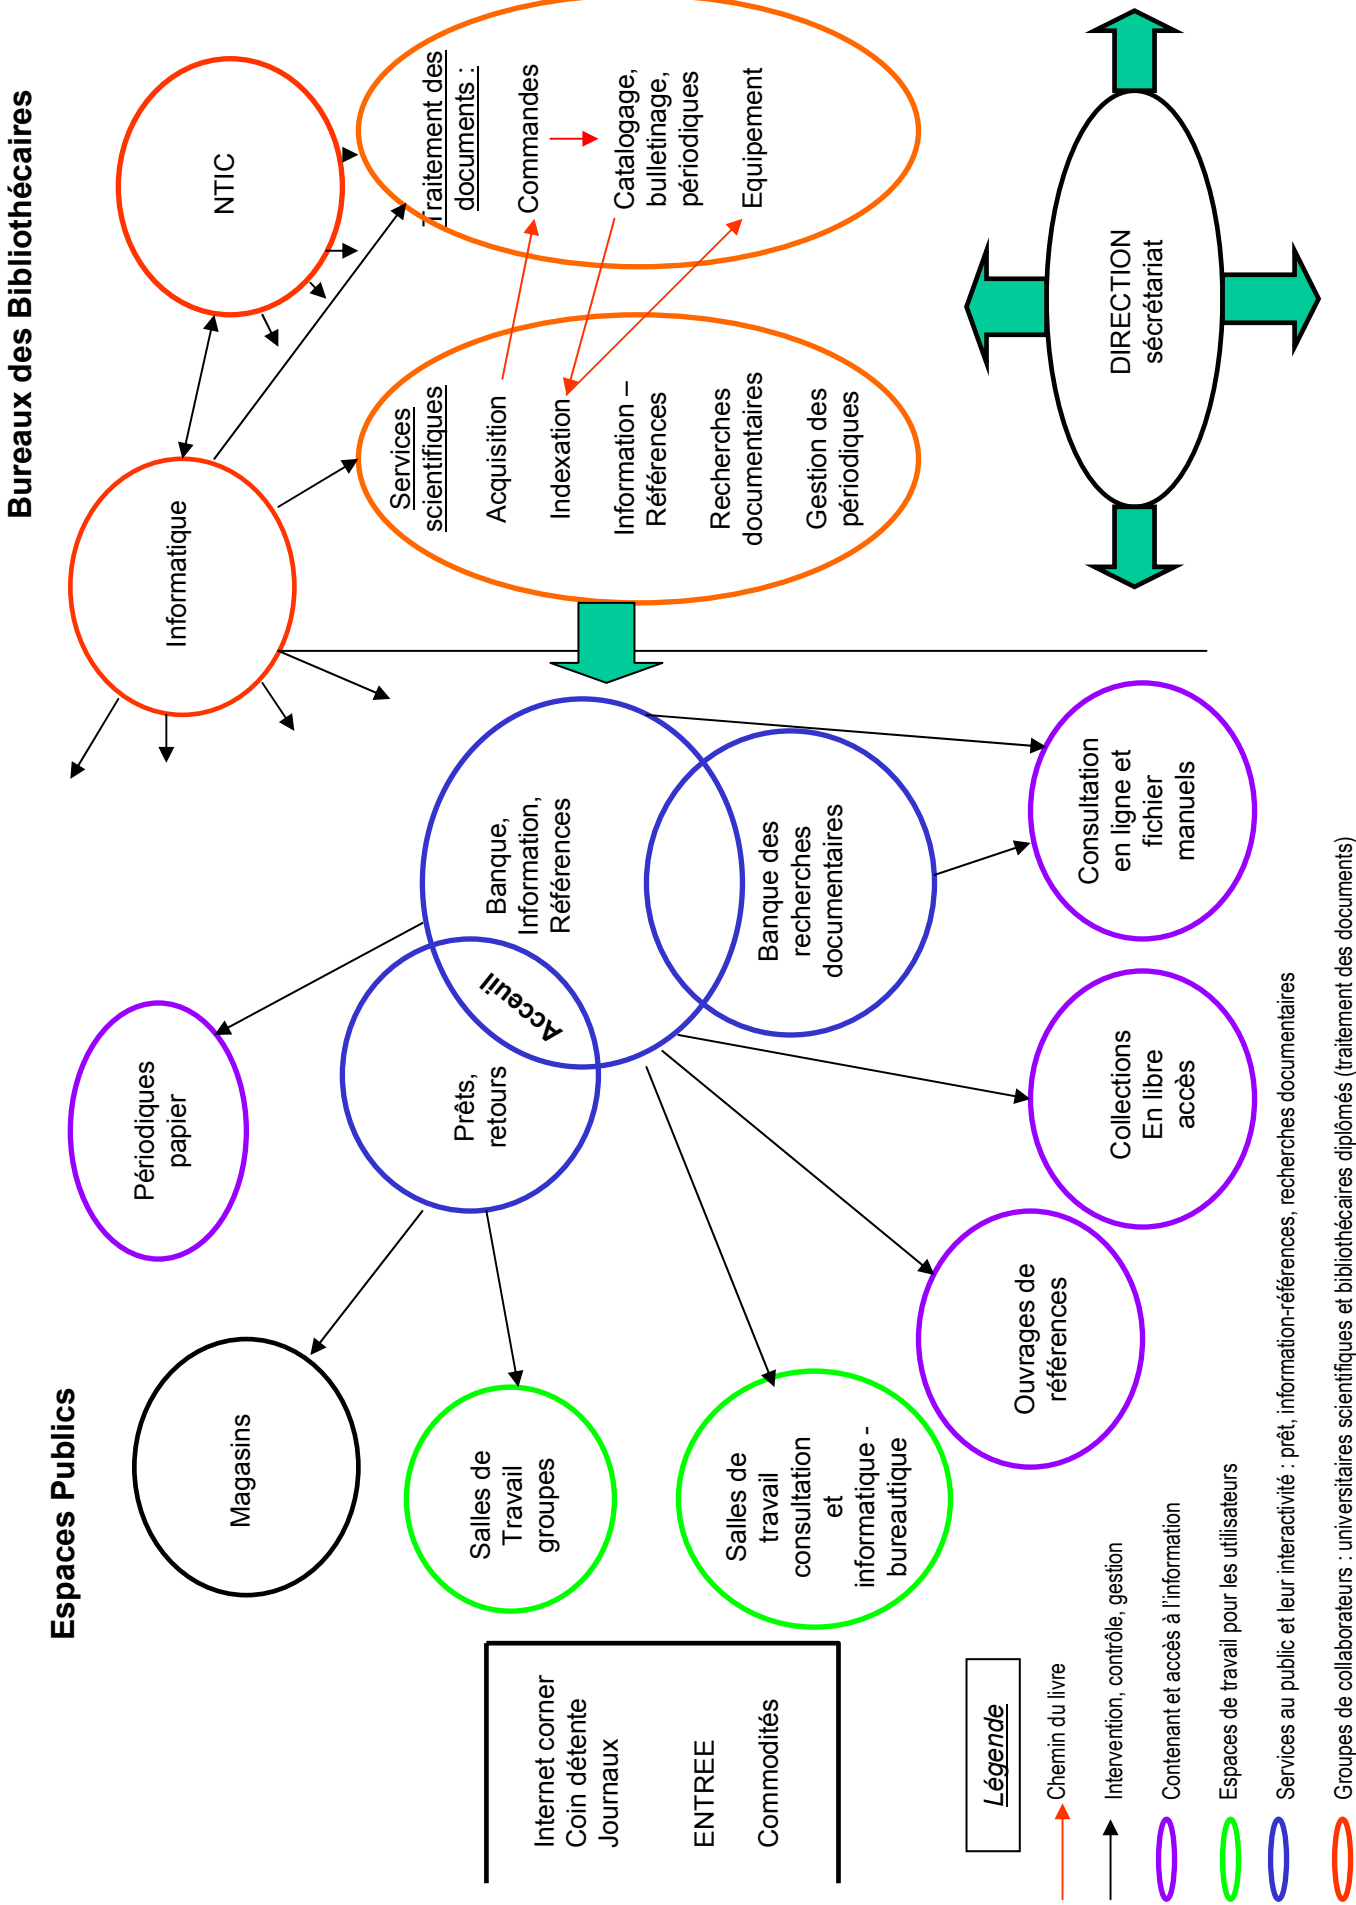 Espaces Publics
Bureaux des Bibliothécaires
Magasins
Périodiques
papier
Informatique
NTIC
Salles de
Travail
groupes
Prêts,
retours
Acceuil
Banque,
Information,
Références
Services
scientifiques
Acquisition
Indexation
Information –
Références
Recherches
documentaires
Gestion des
périodiques
Traitement des
documents :
Commandes
Catalogage,
bulletinage,
périodiques
Equipement
Internet corner
Coin détente
Journaux
ENTREE
Commodités
Salles de
travail
consultation
et
informatique -
bureautique
Banque des
recherches
documentaires
Ouvrages de
références
Collections
En libre
accès
Consultation
en ligne et
fichier
manuels
DIRECTION
sécrétariat
Légende
Chemin du livre
Intervention, contrôle, gestion
Contenant et accès à l'information
Espaces de travail pour les utilisateurs
Services au public et leur interactivité : prêt, information-références, recherches documentaires
Groupes de collaborateurs : universitaires scientifiques et bibliothécaires diplômés (traitement des documents)